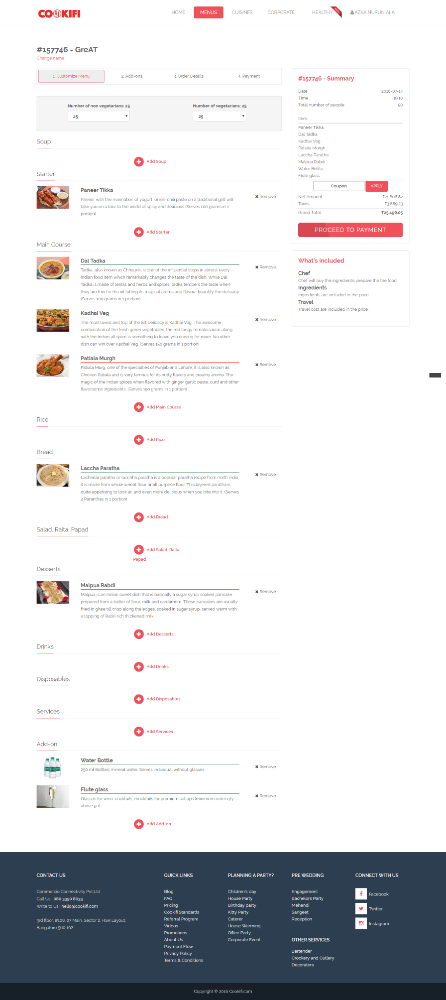 COOKIFI
HOME MENUS CUISINES CORPORATE HEALTHY NEW!! AZKA NURUN ALA
#157746 - GreAT
Change name
1. Customize Menu 2. Add-ons 3. Order Details 4. Payment
Number of non vegetarians: 25 Number of vegetarians: 25
25 25
Soup
Add Soup
Starter
Paneer Tikka
Remove
Paneer with the marination of yogurt, onion-chili paste on a traditional grill will
take you on a tour to the world of spicy and delicious (Serves 100 grams in 1
portion)
Add Starter
Main Course
Dal Tadka
Remove
Tadka, also known as Chhaunk, is one of the influential steps in almost every
Indian food item which remarkably changes the taste of the dish. While Dal
Tadka is made of lentils and herbs and spices, tadka tempers the taste when
they are fried in the oil letting its magical aroma and flavour beautify the delicacy
(Serves 100 grams in 1 portion)
Kadhai Veg
Remove
The most loved and top of the list delicacy is Kadhai Veg. The awesome
combination of the fresh green vegetables, the red tangy tomato sauce along
with the Indian all spice is something to leave you craving for more. No other
dish can win over Kadhai Veg. (Serves 150 grams in 1 portion)
Patiala Murgh
Remove
Patiala Murg, one of the specialties of Punjab and Lahore, it is also known as
Chicken Patiala and is very famous for its nutty flavors and creamy aroma. The
magic of the Indian spices when flavored with ginger garlic paste, curd and other
flavorsome ingredients. (Serves 150 grams in 1 portion)
Add Main Course
Rice
Add Rice
Bread
Laccha Paratha
Remove
Lachedar paratha or lacchha paratha is a popular paratha recipe from north india,
it is made from whole wheat flour or all purpose flour. This layered paratha is
quite appetising to look at, and even more delicious when you bite into it. (Serves
2 Paranthas in 1 portion)
Add Bread
Salad, Raita, Papad
Add Salad, Raita,
Papad
Desserts
Malpua Rabdi
Remove
Malpua is an Indian sweet dish that is basically a sugar syrup soaked pancake
prepared from a batter of flour, milk and cardamom. These pancakes are usually
fried in ghee till crisp along the edges, soaked in sugar syrup, served warm with
a topping of Rabri rich thickened milk
Add Desserts
Drinks
Add Drinks
Disposables
Add Disposables
Services
Add Services
Add-on
Water Bottle
Remove
250 ml Bottled mineral water. Serves individual without glasses.
Flute glass
Remove
Glasses for wine, cocktails, mocktails for premium set ups (minimum order qty
above 50)
Add Add-on
#157746 - Summary
Date 2018-07-14
Time 19:10
Total number of people 50
Item
Paneer Tikka
Dal Tadka
Kadhai Veg
Patiala Murgh
Laccha Paratha
Malpua Rabdi
Water Bottle
Flute glass
Coupon APPLY
Net Amount: ₹21,606.82
Taxes: ₹3,889.23
Grand Total: ₹25,496.05
PROCEED TO PAYMENT
What's included
Chef
Chef will buy the ingredients, prepare the the food
Ingredients
Ingredients are included in the price
Travel
Travel cost are included in the price.
CONTACT US
Commercio Connectivity Pvt Ltd
Call Us : 080 3350 8033
Write to Us : hello@cookifi.com
3rd floor, #108, 27 Main, Sector 2, HSR Layout,
Bangalore 560 102
QUICK LINKS
Blog
FAQ
Pricing
Cookifi Standards
Referral Program
Videos
Promotions
About Us
Payment Flow
Privacy Policy
Terms & Conditions
PLANNING A PARTY?
Children's day
House Party
Birthday party
Kitty Party
Caterer
House Warming
Office Party
Corporate Event
PRE WEDDING
Engagement
Bachelors Party
Mehendi
Sangeet
Reception
OTHER SERVICES
Bartender
Crockery and Cutlery
Decorators
CONNECT WITH US
Facebook
Twitter
Instagram
Copyright © 2016 Cookifi.com